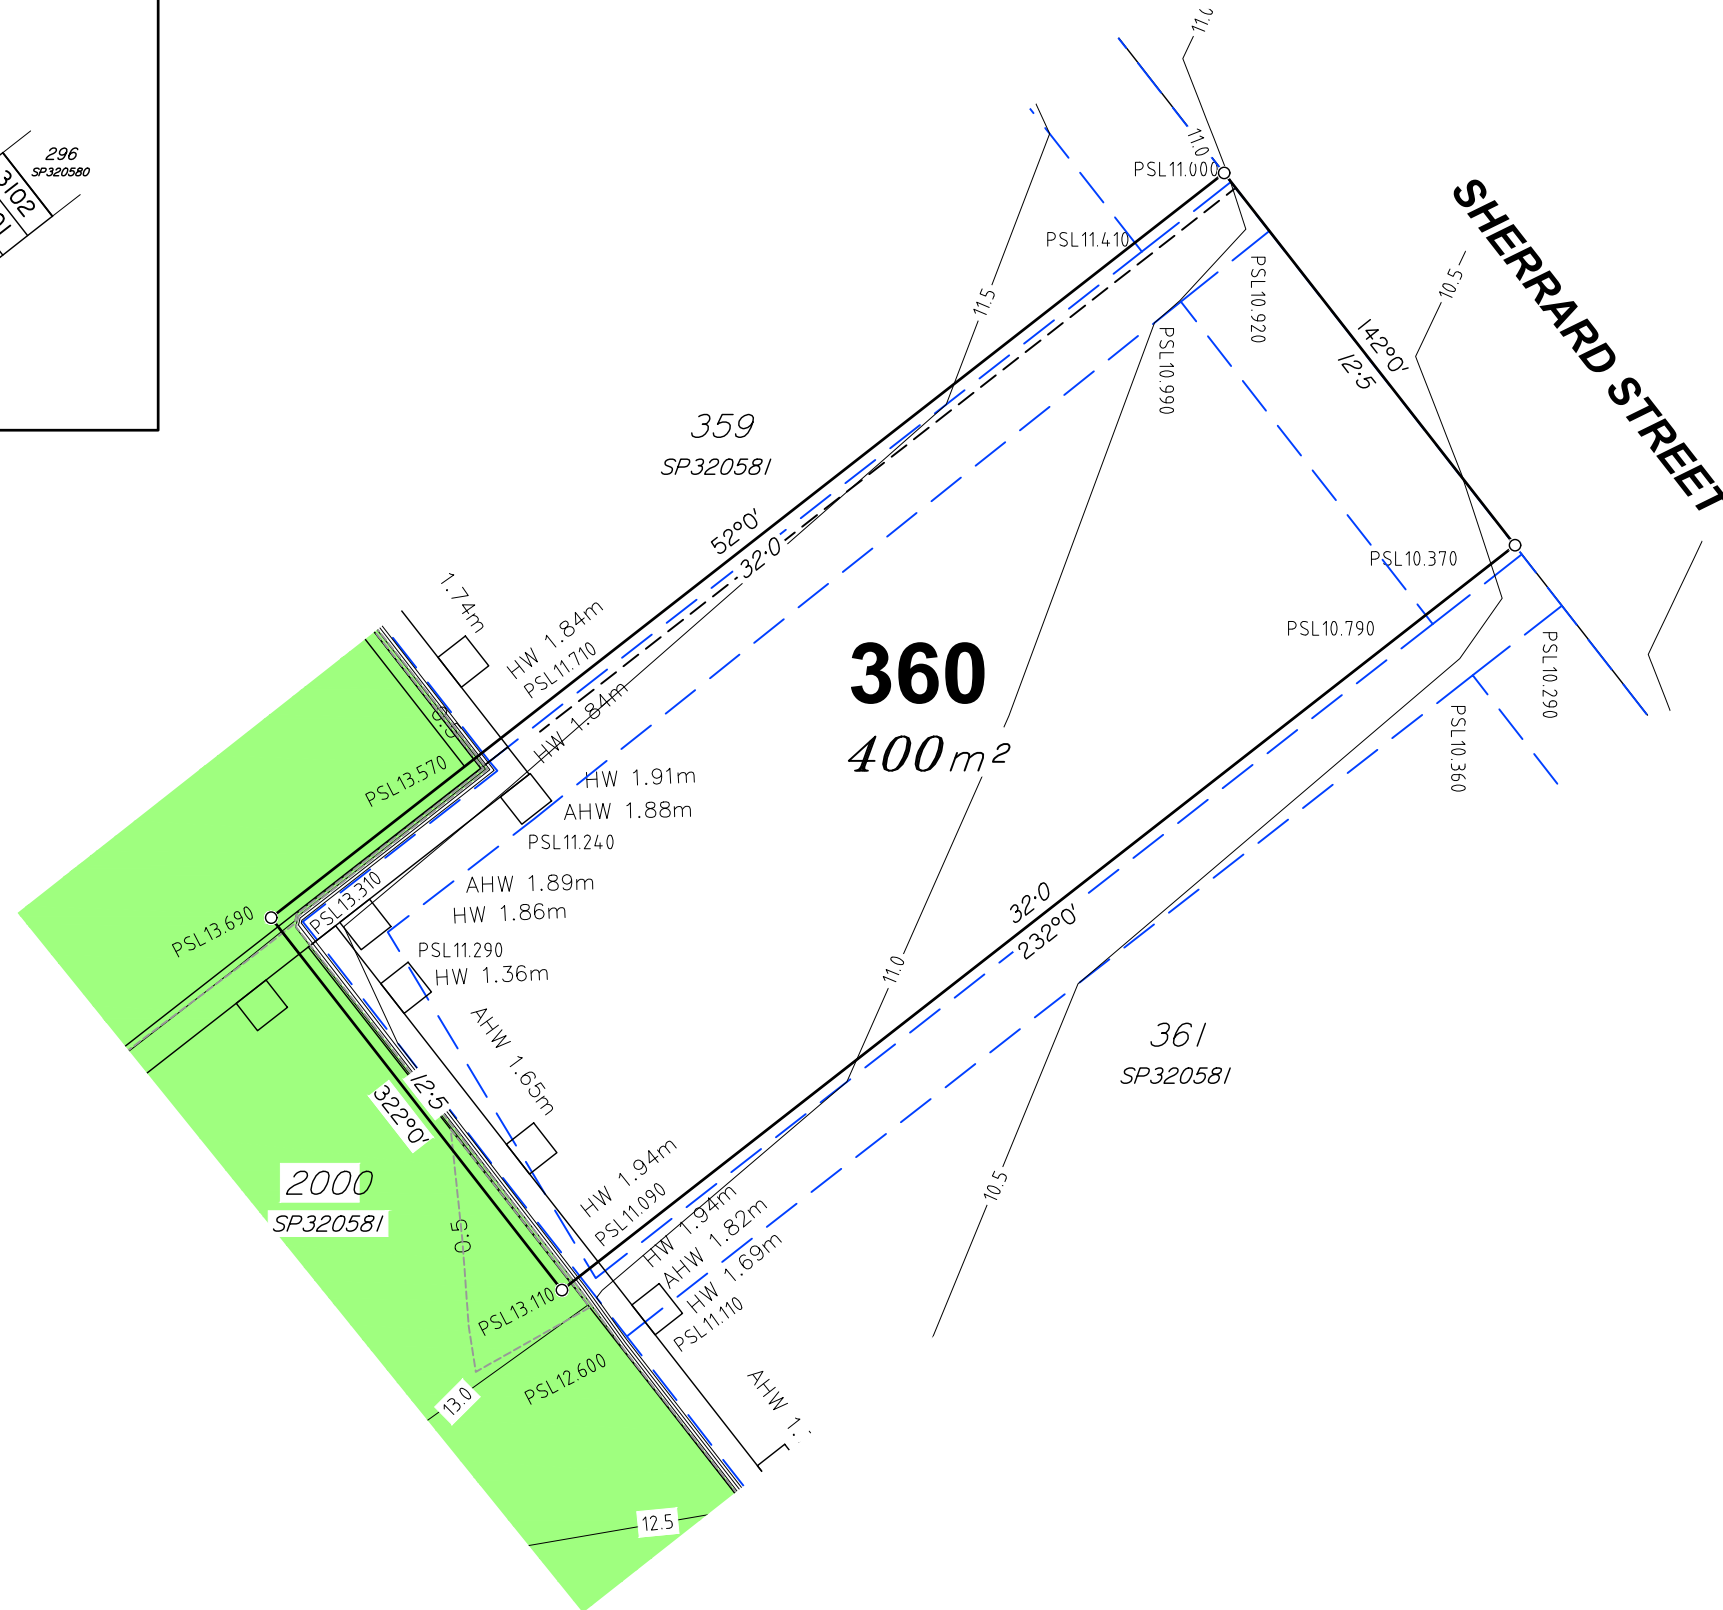 296
SP320580
3102
11.0
PSL11.000
PSL11.410
SHERRARD STREET
11.5
10.5
PSL10.920
PSL10.990
142°0'
12·5
359
SP320581
52°0'
32·0
PSL10.370
PSL10.790
PSL10.290
PSL10.360
1.74m
HW 1.84m
PSL11.710
HW 1.84m
360
400 m²
0.5
PSL13.570
HW 1.91m
AHW 1.88m
PSL11.240
PSL13.310
AHW 1.89m
HW 1.86m
PSL13.690
PSL11.290
HW 1.36m
32·0
232°0'
11.0
AHW 1.65m
361
SP320581
12·5
322°0'
2000
SP320581
0.5
HW 1.94m
PSL11.090
HW 1.94m
AHW 1.82m
HW 1.69m
PSL11.110
10.5
PSL13.110
PSL12.600
13.0
AHW 1.
12.5